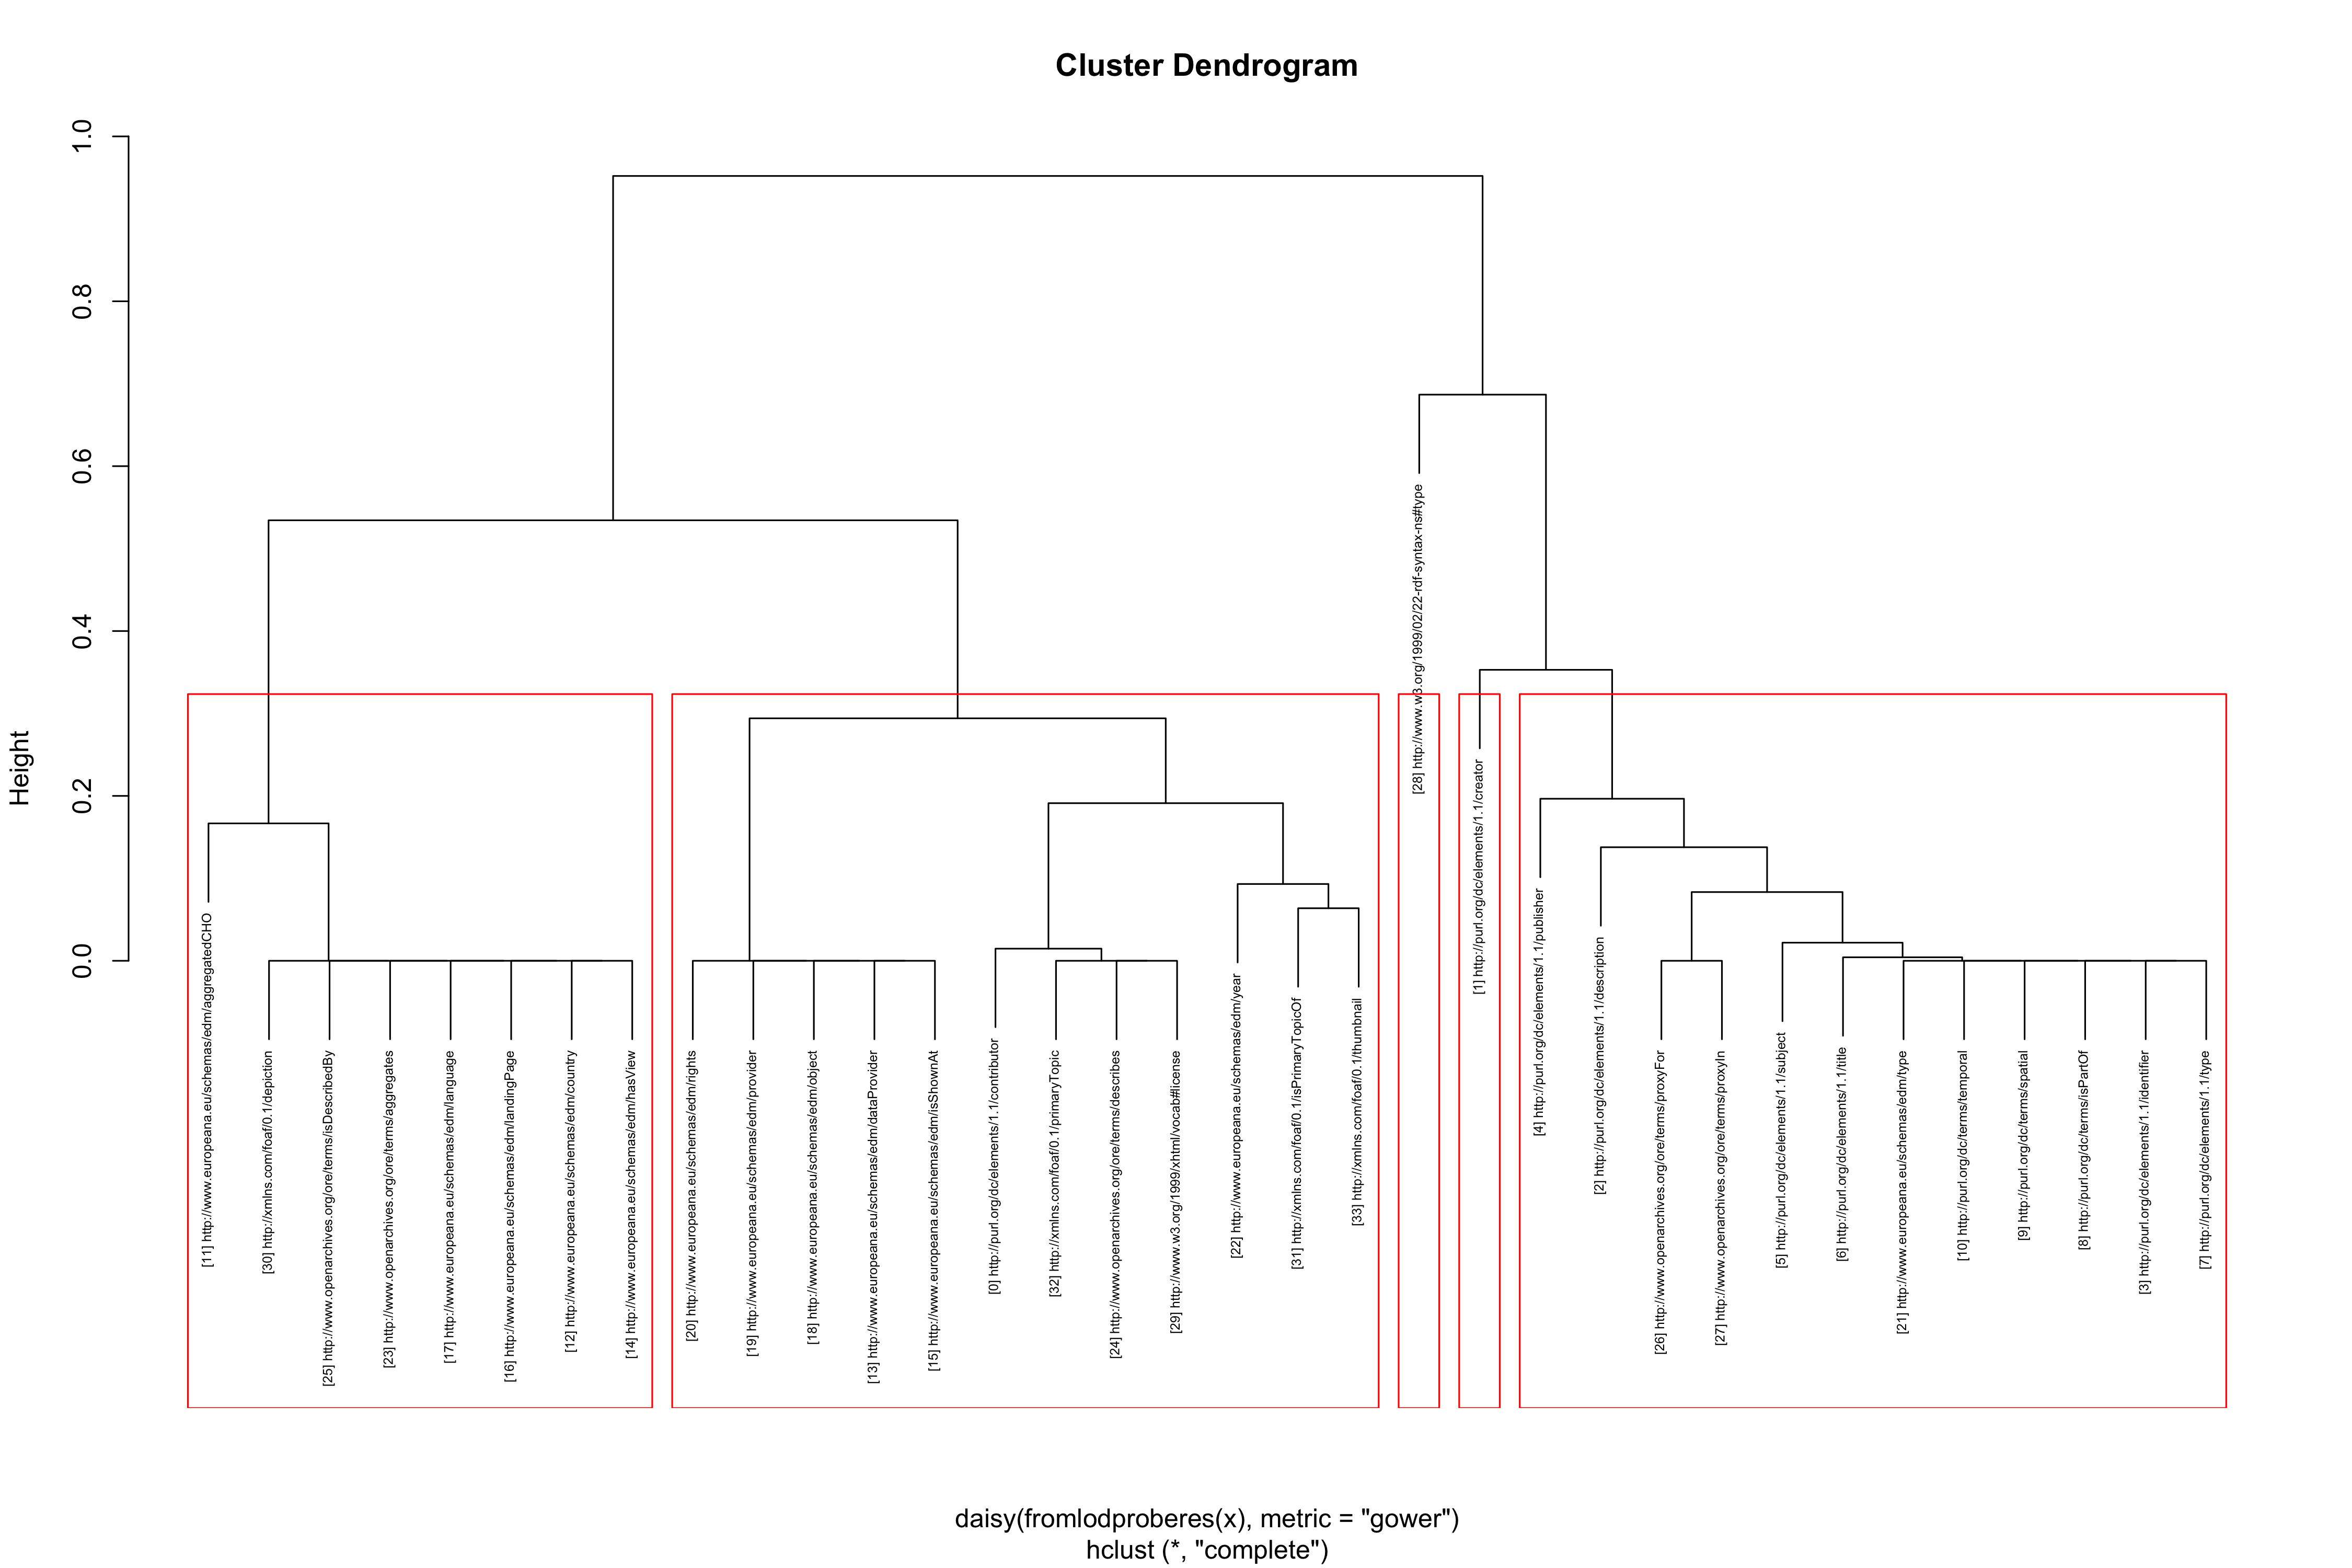 Cluster Dendrogram
Height
1.0
0.8
0.6
0.4
0.2
0.0
[11] http://www.europeana.eu/schemas/edm/aggregatedCHO
[30] http://xmlns.com/foaf/0.1/depiction
[25] http://www.openarchives.org/ore/terms/isDescribedBy
[23] http://www.openarchives.org/ore/terms/aggregates
[17] http://www.europeana.eu/schemas/edm/language
[16] http://www.europeana.eu/schemas/edm/landingPage
[12] http://www.europeana.eu/schemas/edm/country
[14] http://www.europeana.eu/schemas/edm/hasView
[20] http://www.europeana.eu/schemas/edm/rights
[19] http://www.europeana.eu/schemas/edm/provider
[18] http://www.europeana.eu/schemas/edm/object
[13] http://www.europeana.eu/schemas/edm/dataProvider
[15] http://www.europeana.eu/schemas/edm/isShownAt
[0] http://purl.org/dc/elements/1.1/contributor
[32] http://xmlns.com/foaf/0.1/primaryTopic
[24] http://www.openarchives.org/ore/terms/describes
[29] http://www.w3.org/1999/xhtml/vocab#license
[22] http://www.europeana.eu/schemas/edm/year
[31] http://xmlns.com/foaf/0.1/isPrimaryTopicOf
[33] http://xmlns.com/foaf/0.1/thumbnail
[28] http://www.w3.org/1999/02/22-rdf-syntax-ns#type
[1] http://purl.org/dc/elements/1.1/creator
[4] http://purl.org/dc/elements/1.1/publisher
[2] http://purl.org/dc/elements/1.1/description
[26] http://www.openarchives.org/ore/terms/proxyFor
[27] http://www.openarchives.org/ore/terms/proxyIn
[5] http://purl.org/dc/elements/1.1/subject
[6] http://purl.org/dc/elements/1.1/title
[21] http://www.europeana.eu/schemas/edm/type
[10] http://purl.org/dc/terms/temporal
[9] http://purl.org/dc/terms/spatial
[8] http://purl.org/dc/terms/isPartOf
[3] http://purl.org/dc/elements/1.1/identifier
[7] http://purl.org/dc/elements/1.1/type
daisy(fromlodproberes(x), metric = "gower")
hclust (*, "complete")